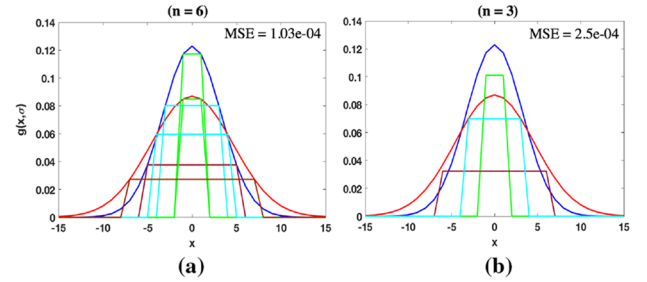 (n = 6)
MSE = 1.03e-04
0.14
0.12
0.1
0.08
0.06
0.04
0.02
0
g(x,σ)
-15 -10 -5 0 5 10 15
x
(a)
(n = 3)
MSE = 2.5e-04
0.14
0.12
0.1
0.08
0.06
0.04
0.02
0
-15 -10 -5 0 5 10 15
x
(b)